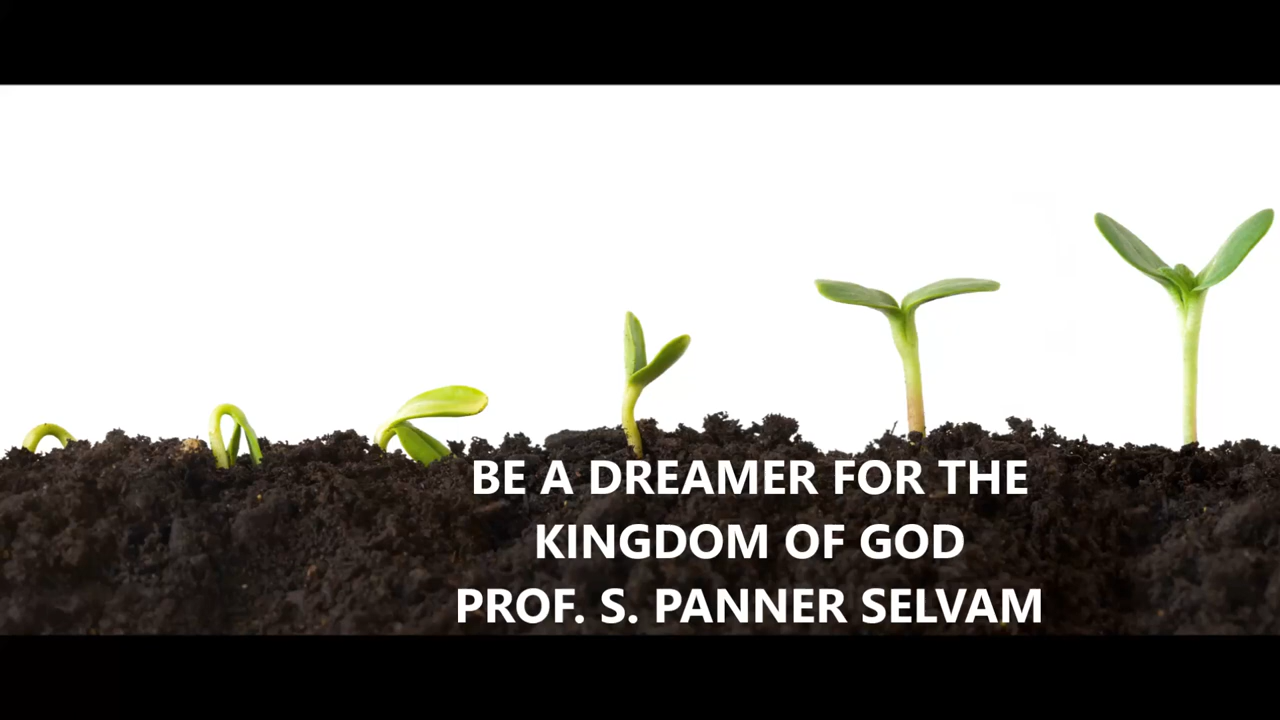 BE A DREAMER FOR THE
KINGDOM OF GOD
PROF. S. PANNER SELVAM